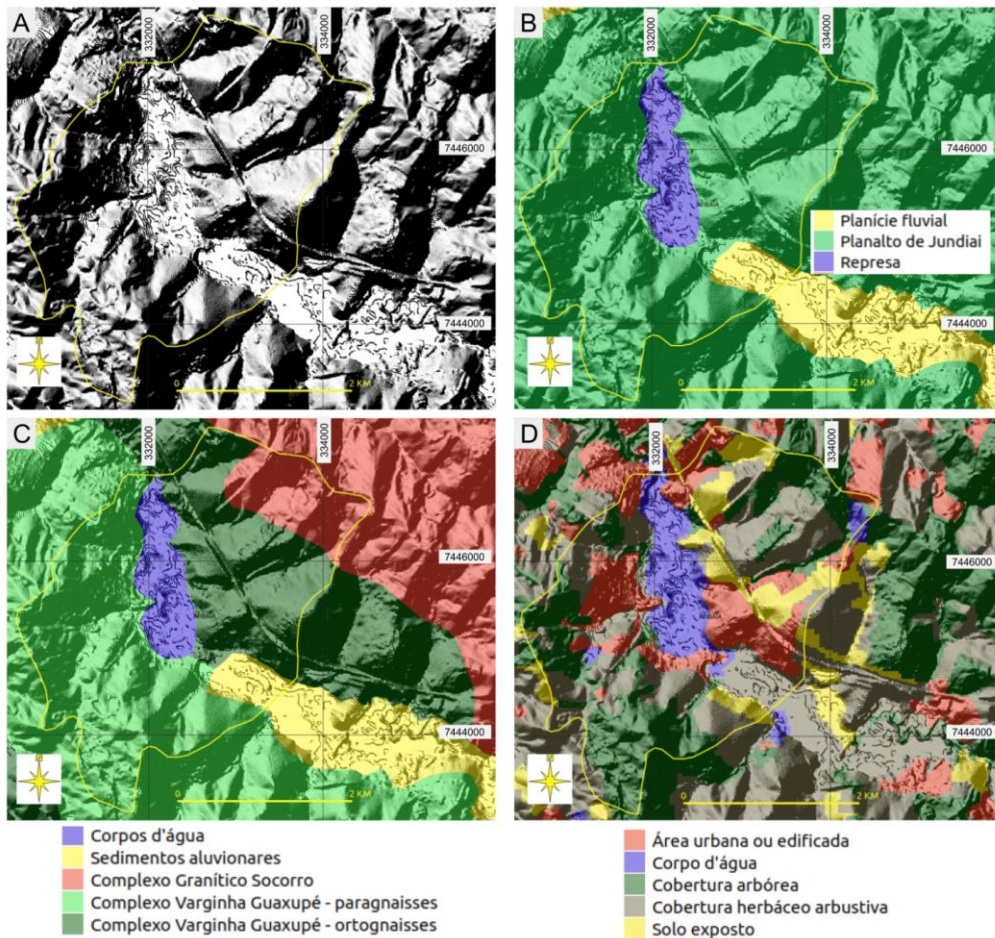 A
332000
334000
7446000
7444000
N
0
2 KM
B
332000
334000
7446000
Planície fluvial
Planalto de Jundiai
Represa
7444000
N
0
2 KM
C
332000
334000
7446000
7444000
N
0
2 KM
D
332000
334000
7446000
7444000
N
0
2 KM
Corpos d'água
Sedimentos aluvionares
Complexo Granítico Socorro
Complexo Varginha Guaxupé - paragnaisses
Complexo Varginha Guaxupé - ortognaisses
Área urbana ou edificada
Corpo d'água
Cobertura arbórea
Cobertura herbáceo arbustiva
Solo exposto